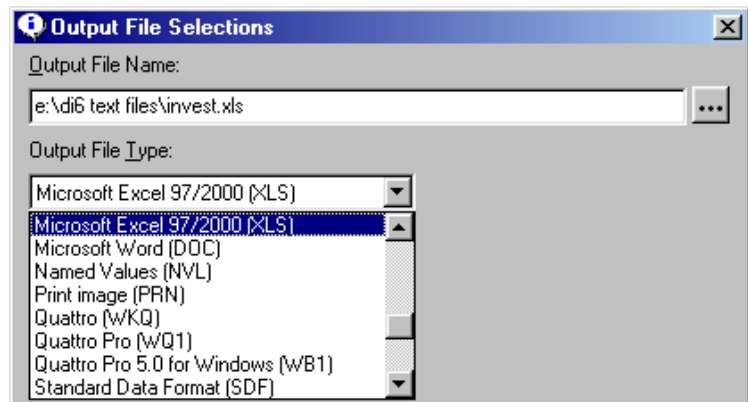 Output File Selections
Output File Name:
e:\di6 text files\invest.xls
...
Output File Type:
Microsoft Excel 97/2000 (XLS)
Microsoft Excel 97/2000 (XLS)
Microsoft Word (DOC)
Named Values (NVL)
Print image (PRN)
Quattro (WKQ)
Quattro Pro (WQ1)
Quattro Pro 5.0 for Windows (WB1)
Standard Data Format (SDF)